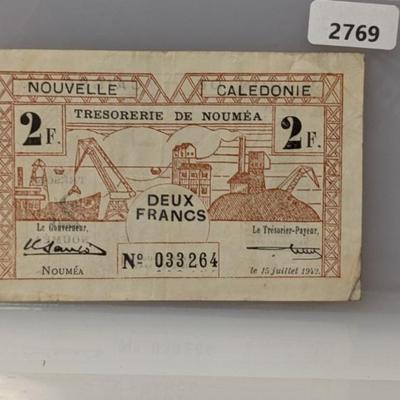 2769
NOUVELLE CALEDONIE
TRESORERIE DE NOUMÉA
2F. 2F.
DEUX
FRANCS
Le Gouverneur, Le Trésorier-Payeur,
NOUMÉA
Nº 033264
le 15 juillet 1942.